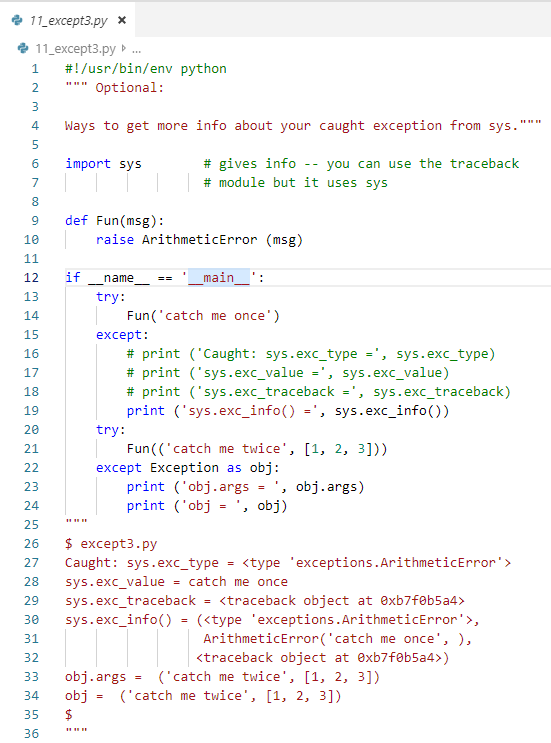 11_except3.py ×
11_except3.py ▷ ...
1 #!/usr/bin/env python
2 """ Optional:
3
4 Ways to get more info about your caught exception from sys."""
5
6 import sys        # gives info -- you can use the traceback
7                   # module but it uses sys
8
9 def Fun(msg):
10     raise ArithmeticError (msg)
11
12 if __name__ == '__main__':
13     try:
14         Fun('catch me once')
15     except:
16         # print ('Caught: sys.exc_type =', sys.exc_type)
17         # print ('sys.exc_value =', sys.exc_value)
18         # print ('sys.exc_traceback =', sys.exc_traceback)
19         print ('sys.exc_info() =', sys.exc_info())
20     try:
21         Fun(('catch me twice', [1, 2, 3]))
22     except Exception as obj:
23         print ('obj.args = ', obj.args)
24         print ('obj = ', obj)
25 """
26 $ except3.py
27 Caught: sys.exc_type = <type 'exceptions.ArithmeticError'>
28 sys.exc_value = catch me once
29 sys.exc_traceback = <traceback object at 0xb7f0b5a4>
30 sys.exc_info() = (<type 'exceptions.ArithmeticError'>,
31                   ArithmeticError('catch me once', ),
32                  <traceback object at 0xb7f0b5a4>)
33 obj.args =  ('catch me twice', [1, 2, 3])
34 obj =  ('catch me twice', [1, 2, 3])
35 $
36 """